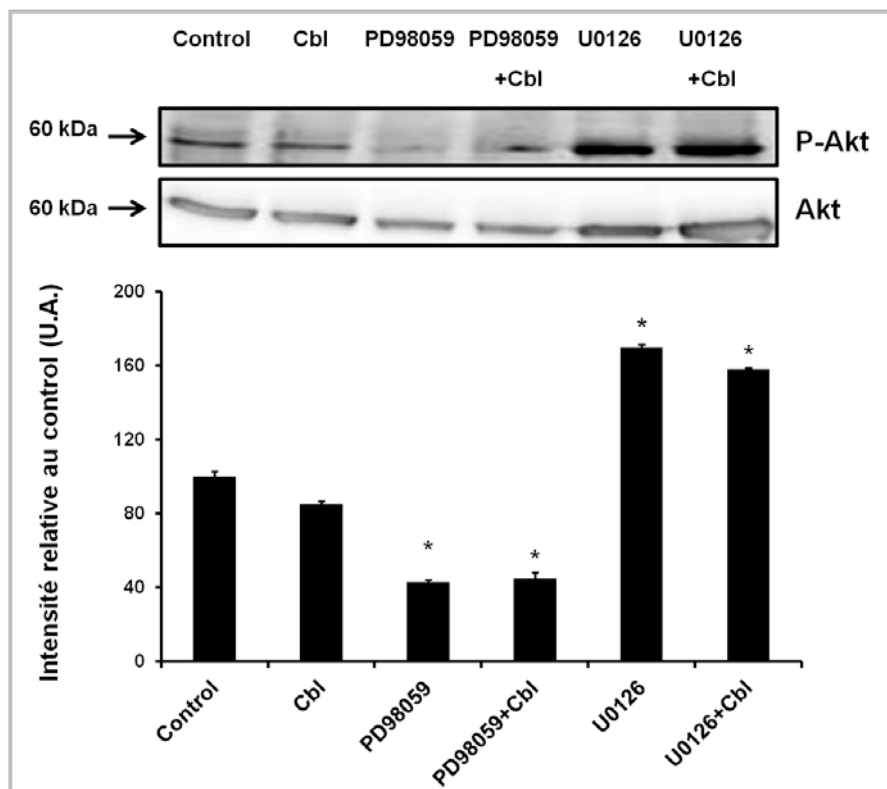 Control Cbl PD98059 PD98059 U0126 U0126
+Cbl +Cbl
60 kDa P-Akt
60 kDa Akt
Intensité relative au control (U.A.)
200
160
120
80
40
0
* * * *
Control Cbl PD98059 PD98059+Cbl U0126 U0126+Cbl